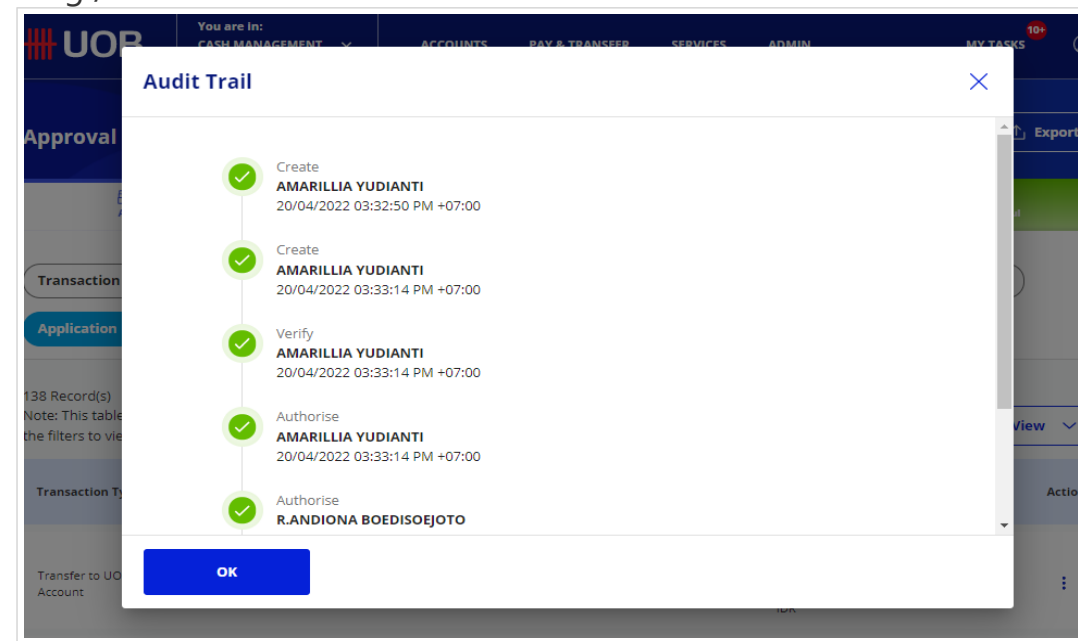 UOB
You are in:
CASH MANAGEMENT
ACCOUNTS
PAY & TRANSFER
SERVICES
ADMIN
MY TASKS
10+
Audit Trail
Approval
Export
Create
AMARILLIA YUDIANTI
20/04/2022 03:32:50 PM +07:00
Create
AMARILLIA YUDIANTI
20/04/2022 03:33:14 PM +07:00
Transaction
Application
Verify
AMARILLIA YUDIANTI
20/04/2022 03:33:14 PM +07:00
138 Record(s)
Note: This table
the filters to vie
View
Authorise
AMARILLIA YUDIANTI
20/04/2022 03:33:14 PM +07:00
Transaction Ty
Actio
Authorise
R.ANDIONA BOEDISOEJOTO
OK
Transfer to UO
Account
IDR